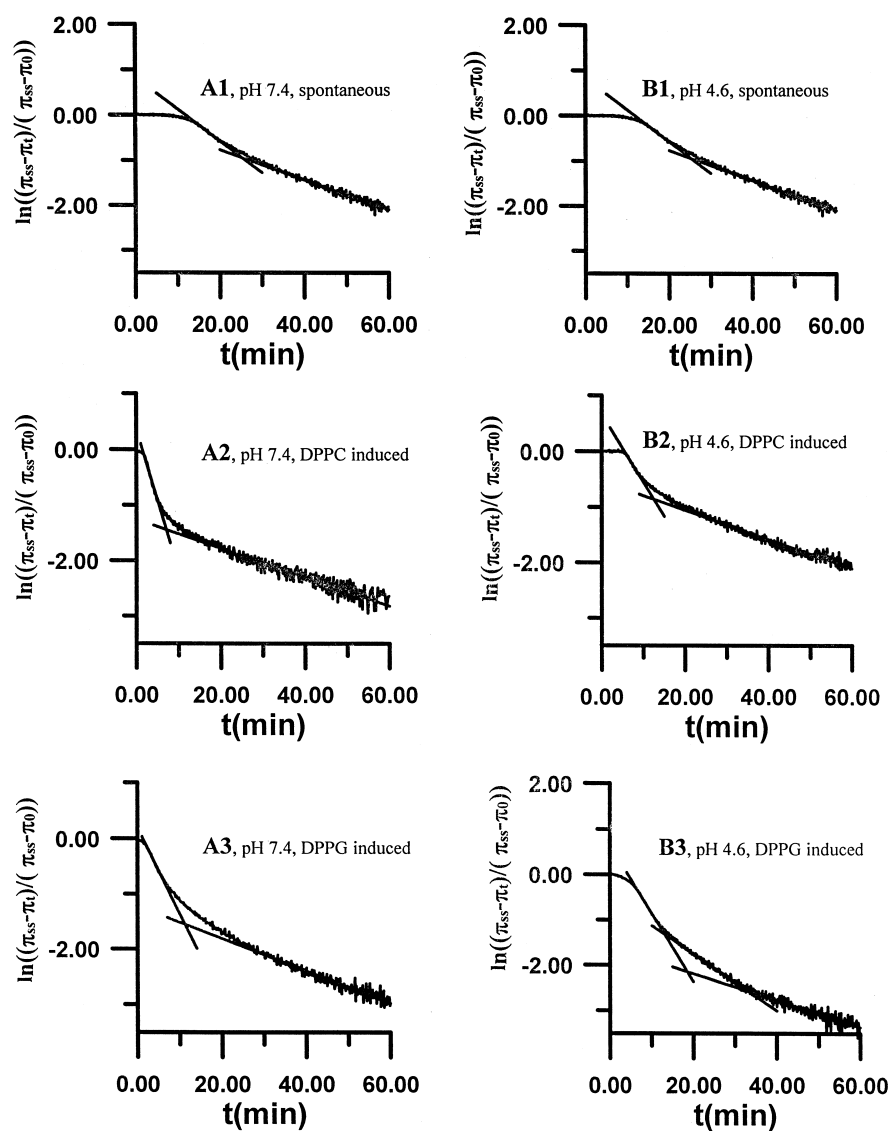 2.00
0.00
-2.00
ln((πss-πt)/( πss-π0))
A1, pH 7.4, spontaneous
0.00 20.00 40.00 60.00
t(min)
2.00
0.00
-2.00
ln((πss-πt)/( πss-π0))
B1, pH 4.6, spontaneous
0.00 20.00 40.00 60.00
t(min)
0.00
-2.00
ln((πss-πt)/( πss-π0))
A2, pH 7.4, DPPC induced
0.00 20.00 40.00 60.00
t(min)
0.00
-2.00
ln((πss-πt)/( πss-π0))
B2, pH 4.6, DPPC induced
0.00 20.00 40.00 60.00
t(min)
0.00
-2.00
ln((πss-πt)/( πss-π0))
A3, pH 7.4, DPPG induced
0.00 20.00 40.00 60.00
t(min)
2.00
0.00
-2.00
ln((πss-πt)/( πss-π0))
B3, pH 4.6, DPPG induced
0.00 20.00 40.00 60.00
t(min)